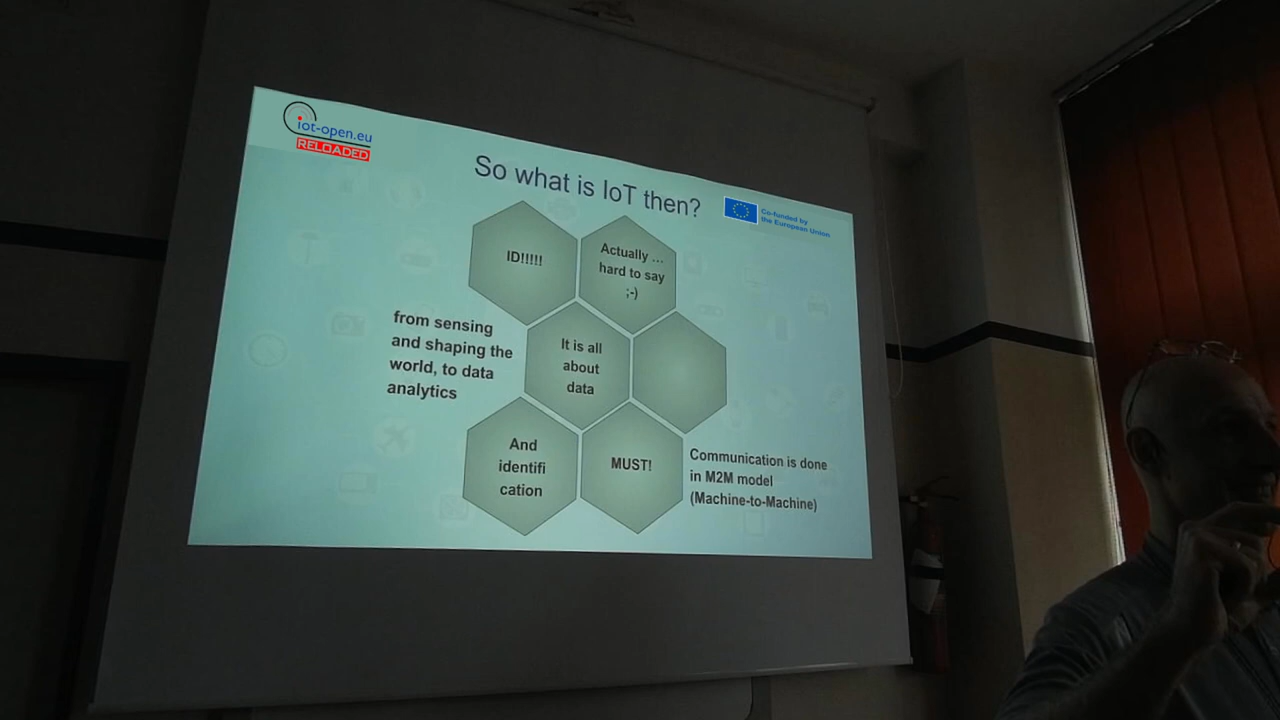 iot-open.eu
RELOADED
So what is IoT then?
Co-funded by
the European Union
ID!!!!!
Actually ...
hard to say
;-)
from sensing
and shaping the
world, to data
analytics
It is all
about
data
And
identifi
cation
MUST!
Communication is done
in M2M model
(Machine-to-Machine)